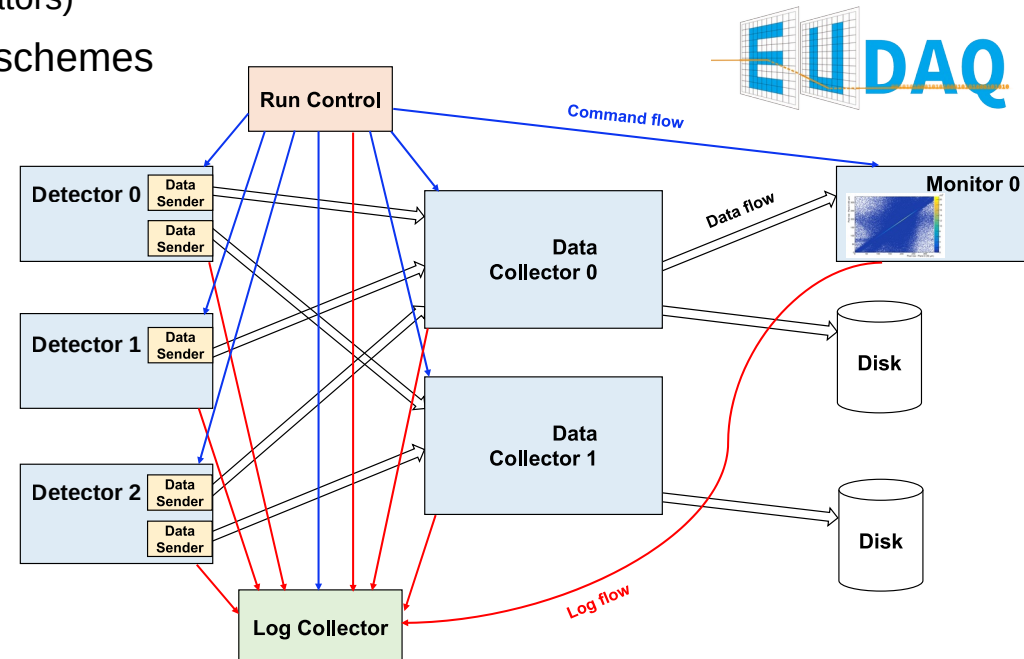 ators)
schemes
EUDAQ
Run Control
Command flow
Detector 0
Data
Sender
Data
Sender
Monitor 0
Data flow
Data
Collector 0
Detector 1
Data
Sender
Disk
Data
Collector 1
Detector 2
Data
Sender
Data
Sender
Disk
Log flow
Log Collector